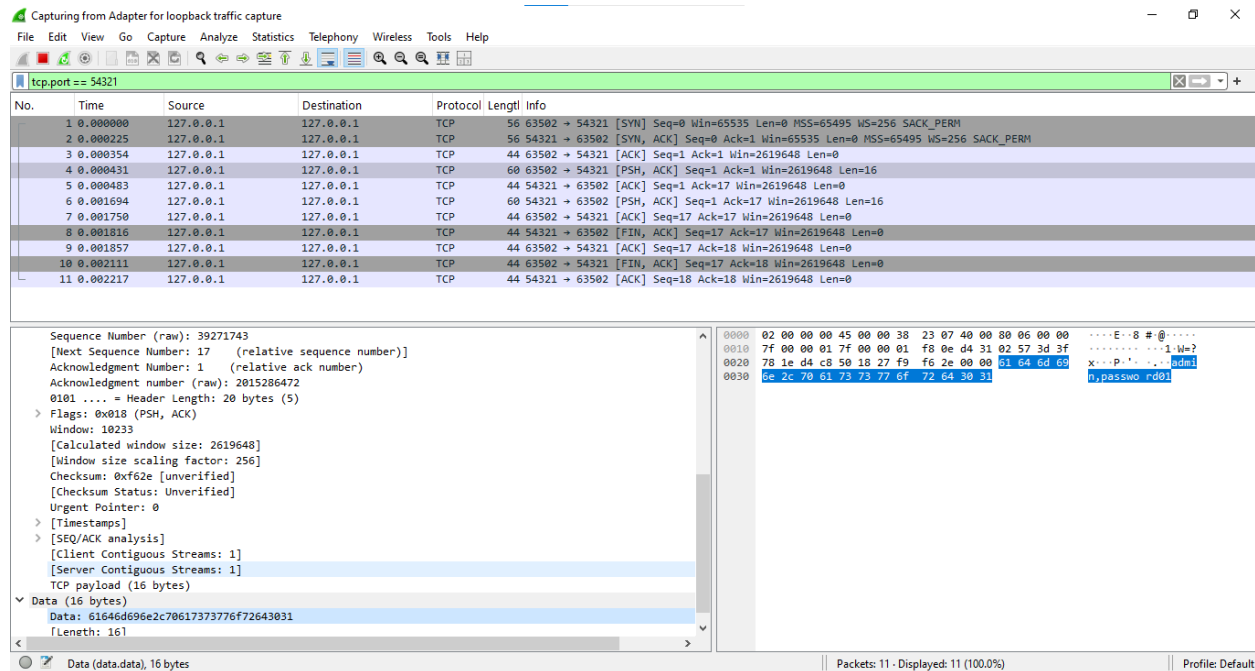 Capturing from Adapter for loopback traffic capture
File Edit View Go Capture Analyze Statistics Telephony Wireless Tools Help
tcp.port == 54321
No. Time Source Destination Protocol Lengtl Info
1 0.000000 127.0.0.1 127.0.0.1 TCP 56 63502 → 54321 [SYN] Seq=0 Win=65535 Len=0 MSS=65495 WS=256 SACK_PERM
2 0.000225 127.0.0.1 127.0.0.1 TCP 56 54321 → 63502 [SYN, ACK] Seq=0 Ack=1 Win=65535 Len=0 MSS=65495 WS=256 SACK_PERM
3 0.000354 127.0.0.1 127.0.0.1 TCP 44 63502 → 54321 [ACK] Seq=1 Ack=1 Win=2619648 Len=0
4 0.000431 127.0.0.1 127.0.0.1 TCP 60 63502 → 54321 [PSH, ACK] Seq=1 Ack=1 Win=2619648 Len=16
5 0.000483 127.0.0.1 127.0.0.1 TCP 44 54321 → 63502 [ACK] Seq=1 Ack=17 Win=2619648 Len=0
6 0.001694 127.0.0.1 127.0.0.1 TCP 60 54321 → 63502 [PSH, ACK] Seq=1 Ack=17 Win=2619648 Len=16
7 0.001750 127.0.0.1 127.0.0.1 TCP 44 63502 → 54321 [ACK] Seq=17 Ack=17 Win=2619648 Len=0
8 0.001816 127.0.0.1 127.0.0.1 TCP 44 54321 → 63502 [FIN, ACK] Seq=17 Ack=17 Win=2619648 Len=0
9 0.001857 127.0.0.1 127.0.0.1 TCP 44 63502 → 54321 [ACK] Seq=17 Ack=18 Win=2619648 Len=0
10 0.002111 127.0.0.1 127.0.0.1 TCP 44 63502 → 54321 [FIN, ACK] Seq=17 Ack=18 Win=2619648 Len=0
11 0.002217 127.0.0.1 127.0.0.1 TCP 44 54321 → 63502 [ACK] Seq=18 Ack=18 Win=2619648 Len=0
Sequence Number (raw): 39271743
[Next Sequence Number: 17 (relative sequence number)]
Acknowledgment Number: 1 (relative ack number)
Acknowledgment number (raw): 2015286472
0101 .... = Header Length: 20 bytes (5)
Flags: 0x018 (PSH, ACK)
Window: 10233
[Calculated window size: 2619648]
[Window size scaling factor: 256]
Checksum: 0xf62e [unverified]
[Checksum Status: Unverified]
Urgent Pointer: 0
[Timestamps]
[SEQ/ACK analysis]
[Client Contiguous Streams: 1]
[Server Contiguous Streams: 1]
TCP payload (16 bytes)
Data (16 bytes)
Data: 61646d696e2c70617373776f72643031
[Length: 16]
0000 02 00 00 00 45 00 00 38 23 07 40 00 80 06 00 00 ····E··8 #·@·····
0010 7f 00 00 01 7f 00 00 01 f8 0e d4 31 02 57 3d 3f ········ ···1·W=?
0020 78 1e d4 c8 50 18 27 f9 f6 2e 00 00 61 64 6d 69 x···P·'· ·.··admi
0030 6e 2c 70 61 73 73 77 6f 72 64 30 31 n,passwo rd01
Data (data.data), 16 bytes
Packets: 11 · Displayed: 11 (100.0%)
Profile: Default